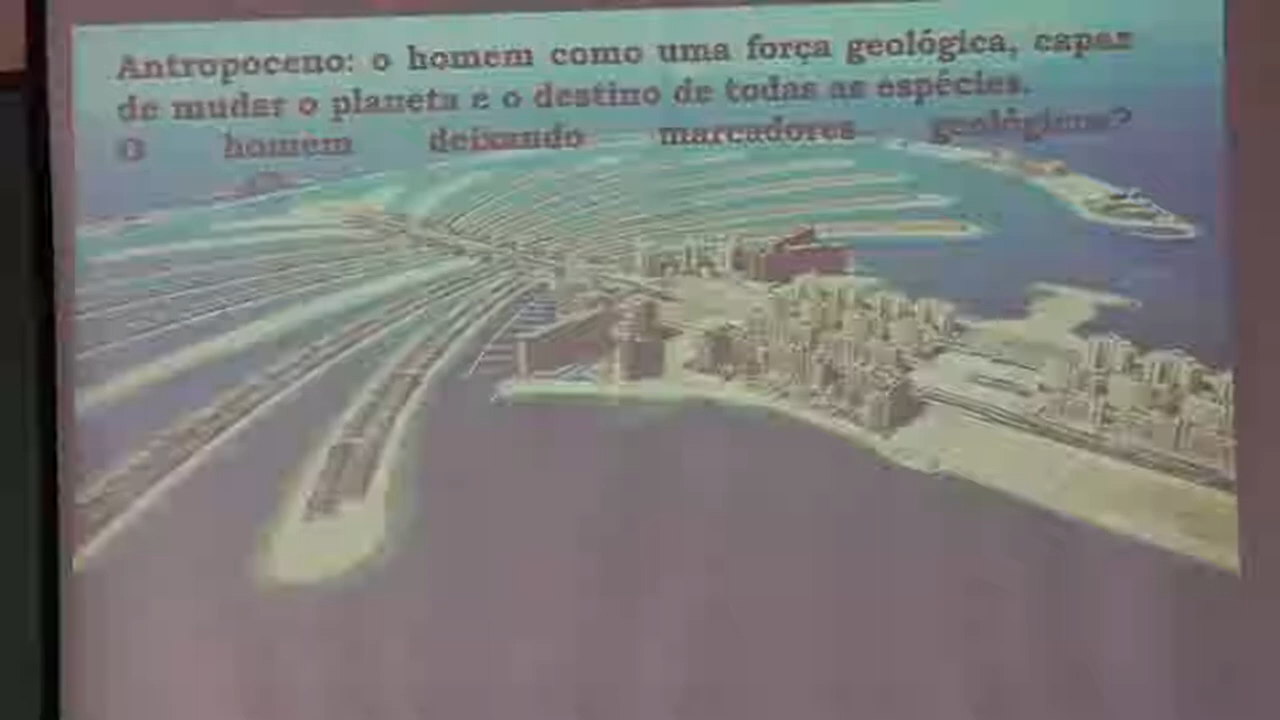 Antropoceno: o homem como uma força geológica, capaz
de mudar o planeta e o destino de todas as espécies.
O homem deixando marcadores geológicos?